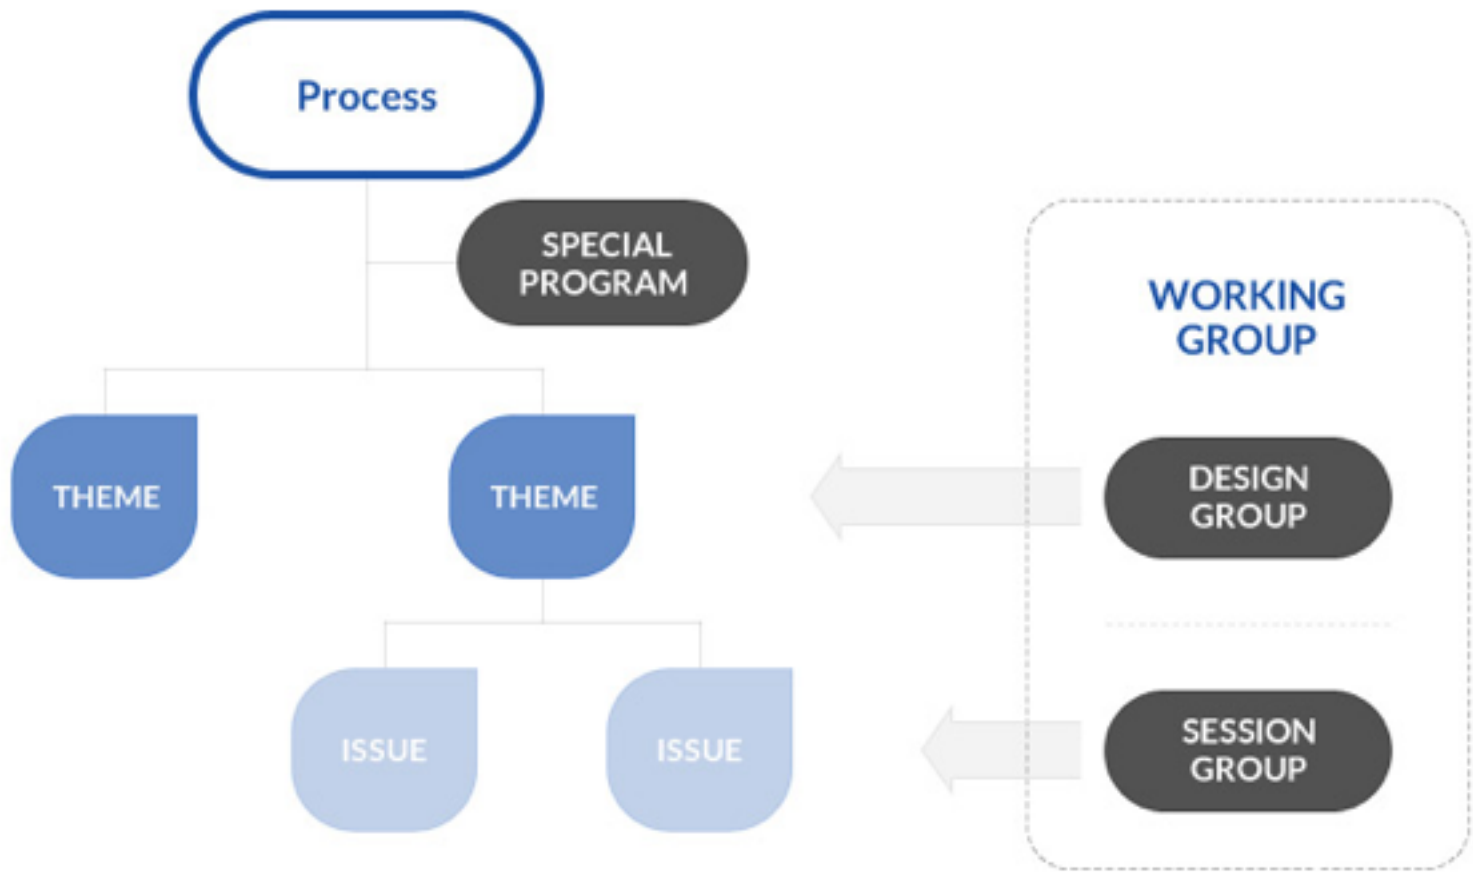 Process
SPECIAL
PROGRAM
WORKING
GROUP
THEME
THEME
DESIGN
GROUP
ISSUE
ISSUE
SESSION
GROUP